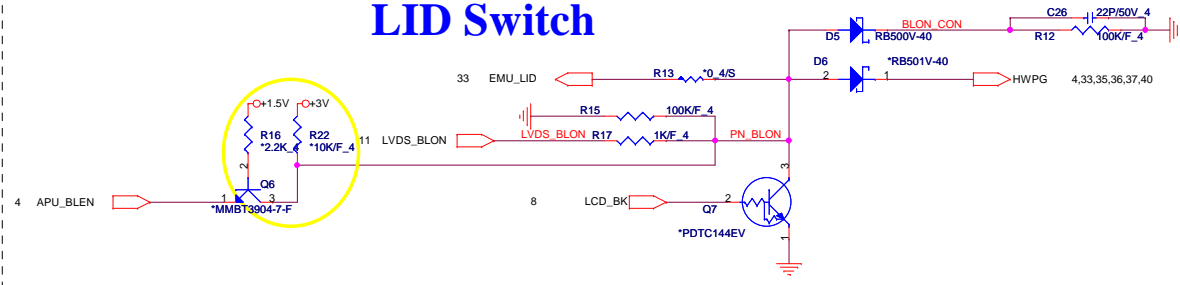 LID Switch
C26 22P/50V_4
BLON_CON
D5 RB500V-40
R12 100K/F_4
D6 *RB501V-40
33 EMU_LID R13 *0_4/S 2 1 HWPG 4,33,35,36,37,40
+1.5V +3V
R15 100K/F_4
R16 R22
*2.2K_4 *10K/F_4
11 LVDS_BLON LVDS_BLON R17 1K/F_4 PN_BLON
2 3
Q6
4 APU_BLEN 1 3
*MMBT3904-7-F
8 LCD_BK 2
Q7
*PDTC144EV
1